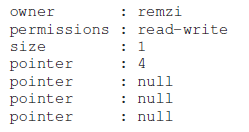 owner       : remzi
permissions : read-write
size        : 1
pointer     : 4
pointer     : null
pointer     : null
pointer     : null